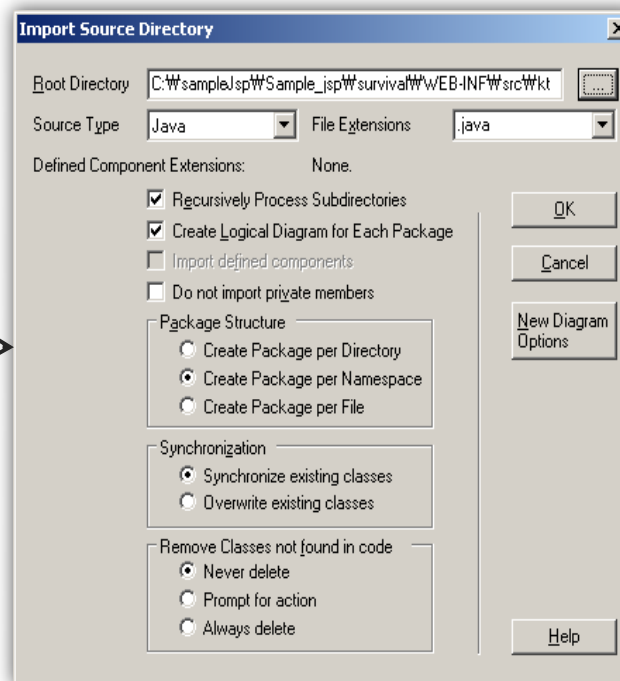 Import Source Directory
Root Directory C:₩sampleJsp₩Sample_jsp₩survival₩WEB-INF₩src₩kt ...
Source Type Java File Extensions .java
Defined Component Extensions: None.
Recursively Process Subdirectories
Create Logical Diagram for Each Package
Import defined components
Do not import private members
OK
Cancel
New Diagram
Options
Package Structure
Create Package per Directory
Create Package per Namespace
Create Package per File
Synchronization
Synchronize existing classes
Overwrite existing classes
Remove Classes not found in code
Never delete
Prompt for action
Always delete
Help